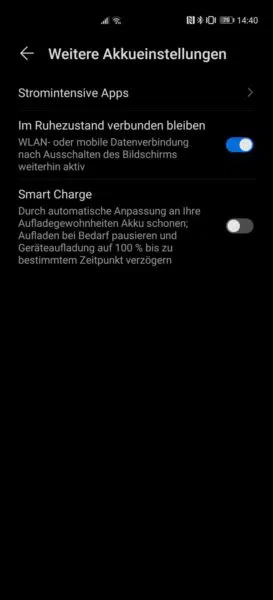 14:40
Weitere Akkueinstellungen
Stromintensive Apps
Im Ruhezustand verbunden bleiben
WLAN- oder mobile Datenverbindung
nach Ausschalten des Bildschirms
weiterhin aktiv
Smart Charge
Durch automatische Anpassung an Ihre
Aufladegewohnheiten Akku schonen;
Aufladen bei Bedarf pausieren und
Geräteaufladung auf 100 % bis zu
bestimmtem Zeitpunkt verzögern